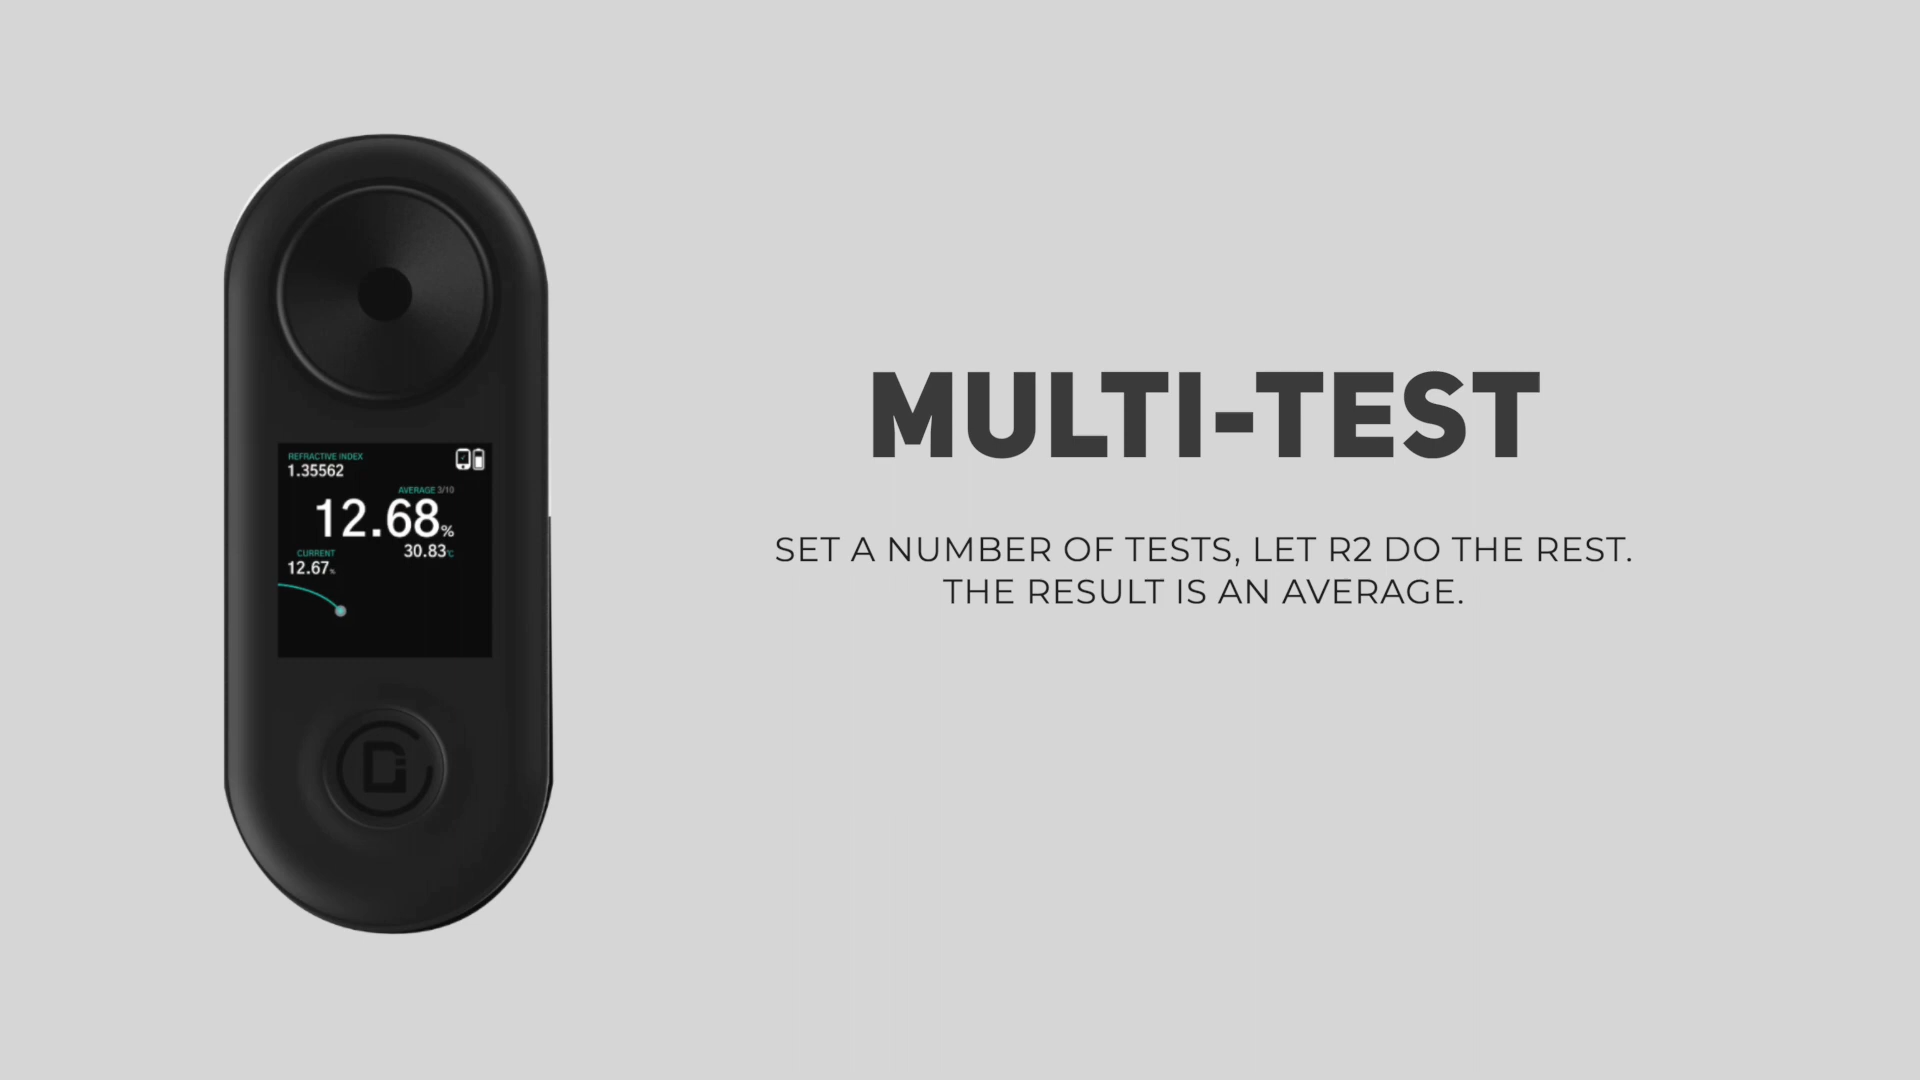 REFRACTIVE INDEX
1.35562
AVERAGE 3/10
12.68%
CURRENT
30.83°C
12.67%
MULTI-TEST
SET A NUMBER OF TESTS, LET R2 DO THE REST.
THE RESULT IS AN AVERAGE.